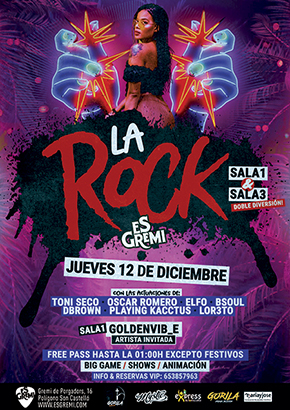 LA
ROCK
SALA1
&
SALA3
DOBLE DIVERSIÓN!
ES
GREMI
JUEVES 12 DE DICIEMBRE
CON LAS ACTUACIONES DE:
TONI SECO · OSCAR ROMERO · ELFO · BSOUL
DBROWN · PLAYING KACCTUS · LOR3TO
SALA1 GOLDENVIB_E
ARTISTA INVITADA
FREE PASS HASTA LA 01:00H EXCEPTO FESTIVOS
BIG GAME / SHOWS / ANIMACIÓN
INFO & RESERVAS VIP: 653857963
Gremi de Porgadors, 16
Polígono Son Castelló
WWW.ESGREMI.COM
GORILA